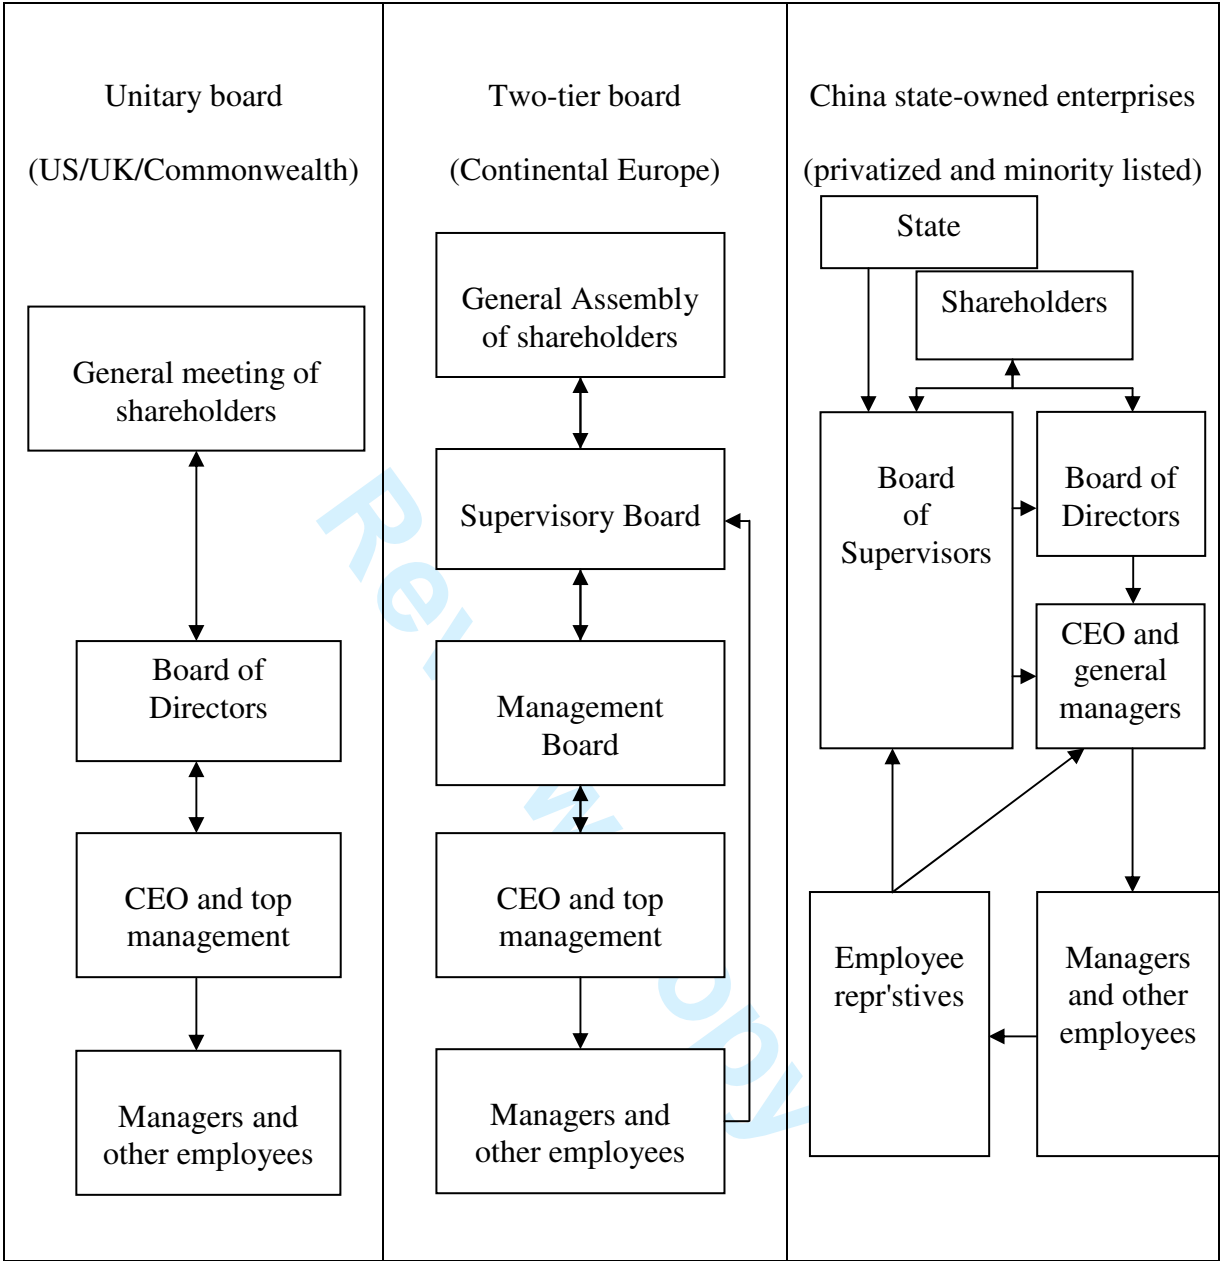 Unitary board
(US/UK/Commonwealth)
General meeting of
shareholders
Board of
Directors
CEO and top
management
Managers and
other employees
Two-tier board
(Continental Europe)
General Assembly
of shareholders
Supervisory Board
Management
Board
CEO and top
management
Managers and
other employees
China state-owned enterprises
(privatized and minority listed)
State
Shareholders
Board
of
Supervisors
Board of
Directors
CEO and
general
managers
Employee
repr'stives
Managers
and other
employees